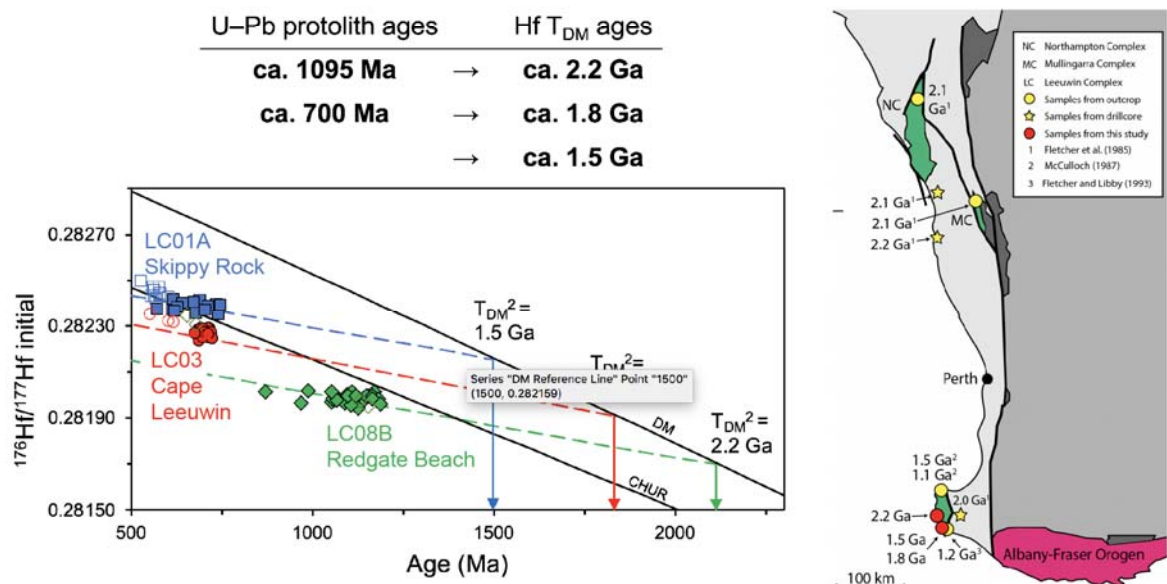 U–Pb protolith ages Hf TDM ages
ca. 1095 Ma → ca. 2.2 Ga
ca. 700 Ma → ca. 1.8 Ga
→ ca. 1.5 Ga
176Hf/177Hf initial
0.28270
0.28230
0.28190
0.28150
500
1000
1500
2000
Age (Ma)
LC01A
Skippy Rock
LC03
Cape
Leeuwin
LC08B
Redgate Beach
TDM2 =
1.5 Ga
TDM2 =
Series "DM Reference Line" Point "1500"
(1500, 0.282159)
TDM2 =
2.2 Ga
DM
CHUR
NC Northampton Complex
MC Mullingarra Complex
LC Leeuwin Complex
Samples from outcrop
Samples from drillcore
Samples from this study
1 Fletcher et al. (1985)
2 McCulloch (1987)
3 Fletcher and Libby (1993)
NC
2.1
Ga1
2.1 Ga1
2.1 Ga1
MC
2.2 Ga1
Perth
1.5 Ga2
1.1 Ga2
2.0 Ga1
2.2 Ga
1.5 Ga
1.8 Ga
1.2 Ga3
Albany-Fraser Orogen
100 km